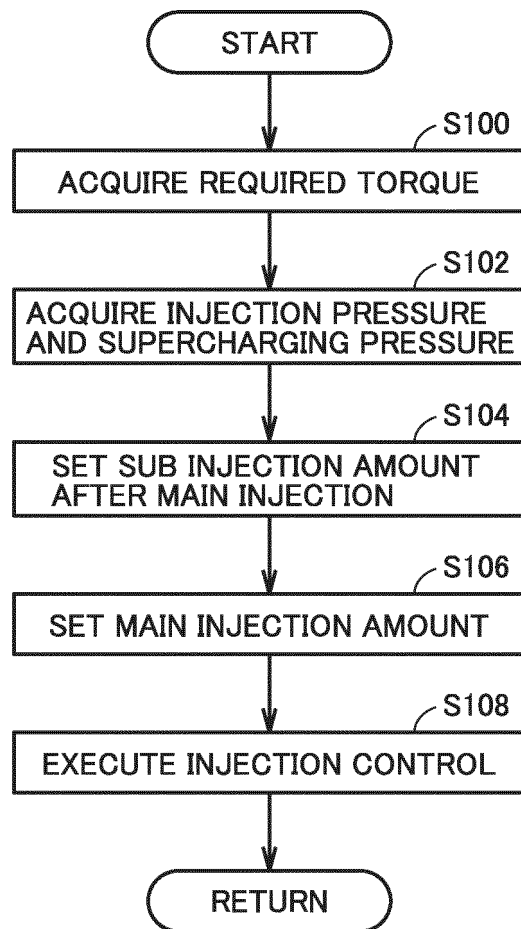 START
S100
ACQUIRE REQUIRED TORQUE
S102
ACQUIRE INJECTION PRESSURE
AND SUPERCHARGING PRESSURE
S104
SET SUB INJECTION AMOUNT
AFTER MAIN INJECTION
S106
SET MAIN INJECTION AMOUNT
S108
EXECUTE INJECTION CONTROL
RETURN